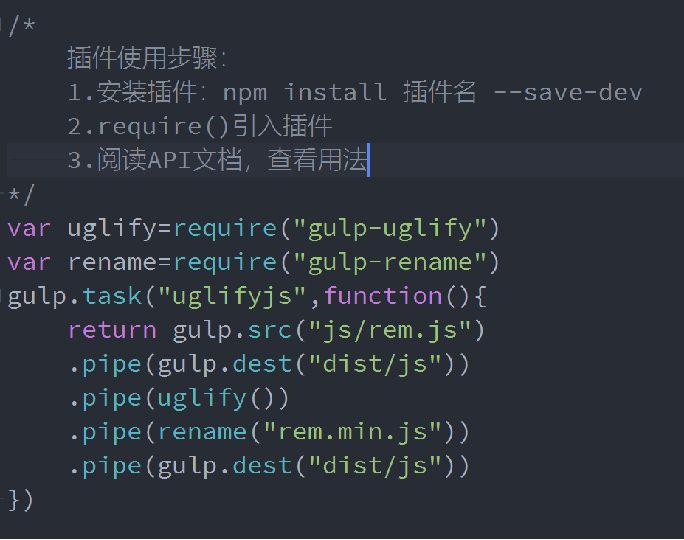 /*
    插件使用步骤:
    1.安装插件: npm install 插件名 --save-dev
    2.require()引入插件
    3.阅读API文档, 查看用法
*/
var uglify=require("gulp-uglify")
var rename=require("gulp-rename")
gulp.task("uglifyjs",function(){
    return gulp.src("js/rem.js")
    .pipe(gulp.dest("dist/js"))
    .pipe(uglify())
    .pipe(rename("rem.min.js"))
    .pipe(gulp.dest("dist/js"))
})